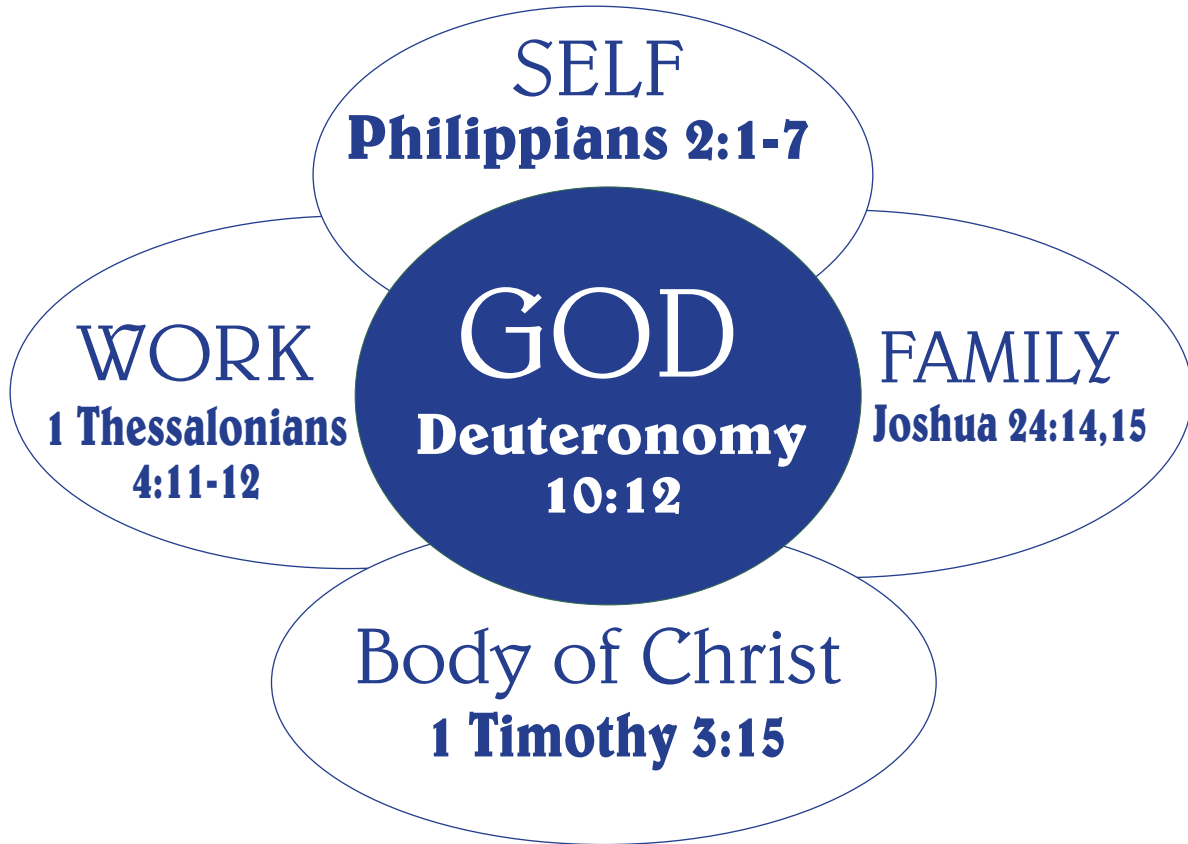 SELF
Philippians 2:1-7
GOD
Deuteronomy
10:12
WORK
1 Thessalonians
4:11-12
FAMILY
Joshua 24:14,15
Body of Christ
1 Timothy 3:15